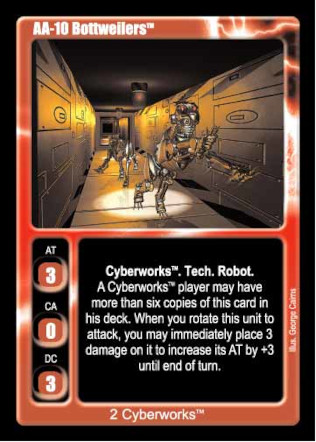 AA-10 Bottweilers™
AT
3
CA
0
DC
3
Cyberworks™. Tech. Robot.
A Cyberworks™ player may have
more than six copies of this card in
his deck. When you rotate this unit to
attack, you may immediately place 3
damage on it to increase its AT by +3
until end of turn.
Illus. George Cairns
2 Cyberworks™